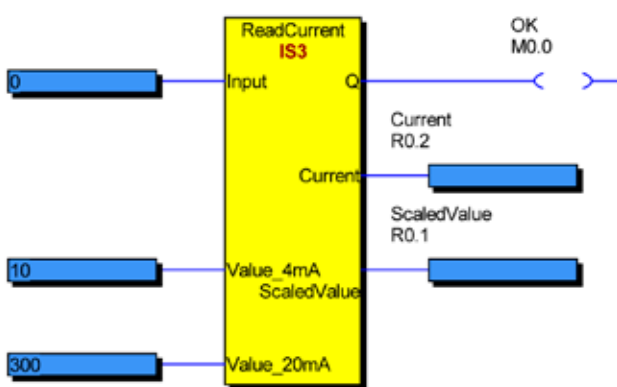 ReadCurrent
IS3
OK
M0.0
0
Input
Q
Current
R0.2
Current
ScaledValue
R0.1
10
Value_4mA
ScaledValue
300
Value_20mA